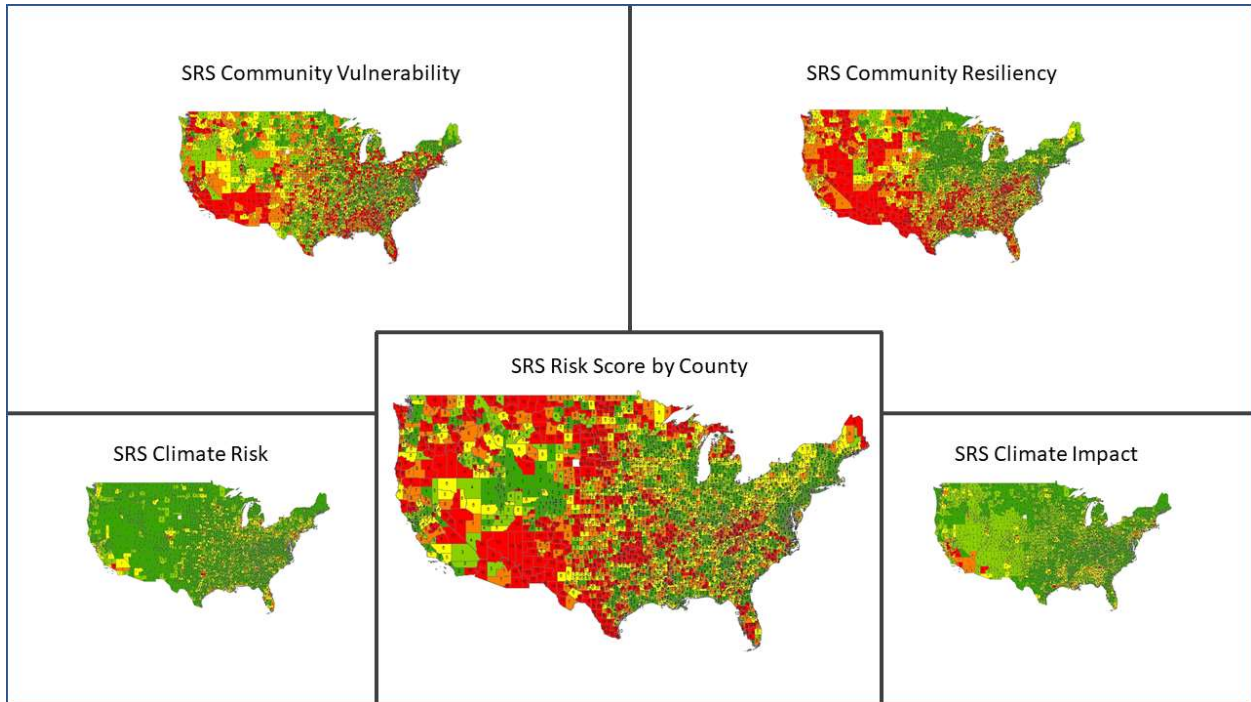 SRS Community Vulnerability
SRS Community Resiliency
SRS Risk Score by County
SRS Climate Risk
SRS Climate Impact